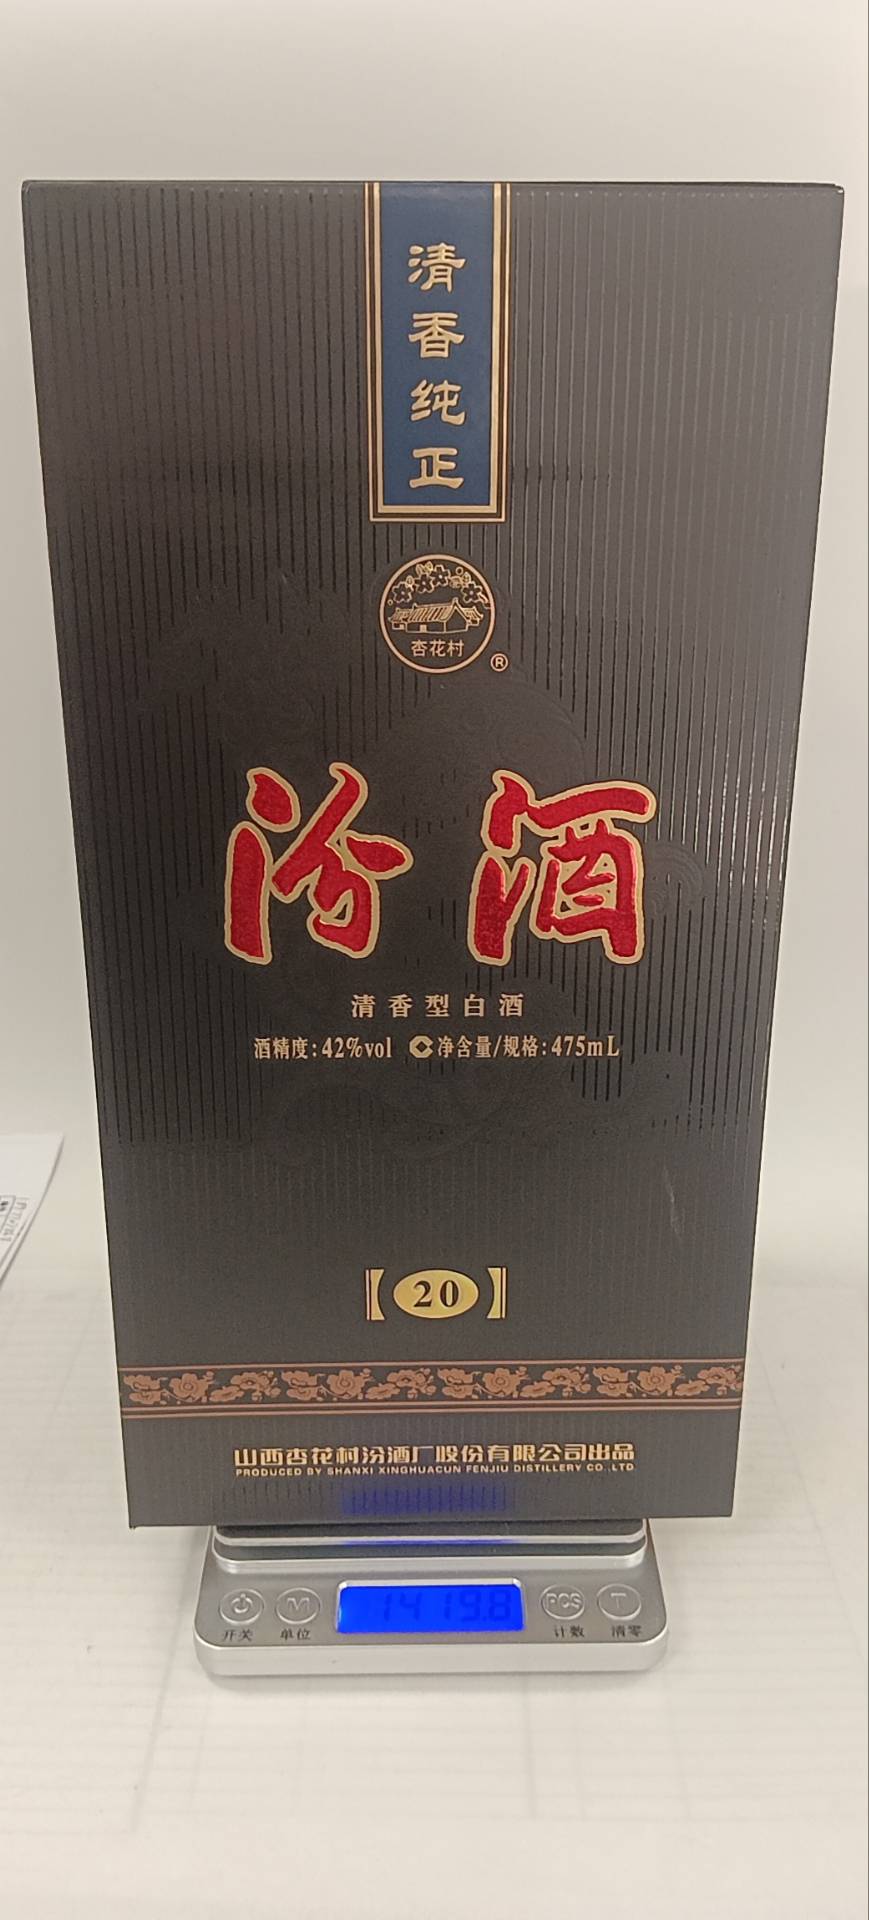 清香纯正
杏花村
®
汾酒
清香型白酒
酒精度:42%vol 净含量/规格:475mL
【20】
山西杏花村汾酒厂股份有限公司出品
PRODUCED BY SHANXI XINGHUACUN FENJIU DISTILLERY CO.,LTD
M 1419.8 PCS T
开关 单位 计数 清零